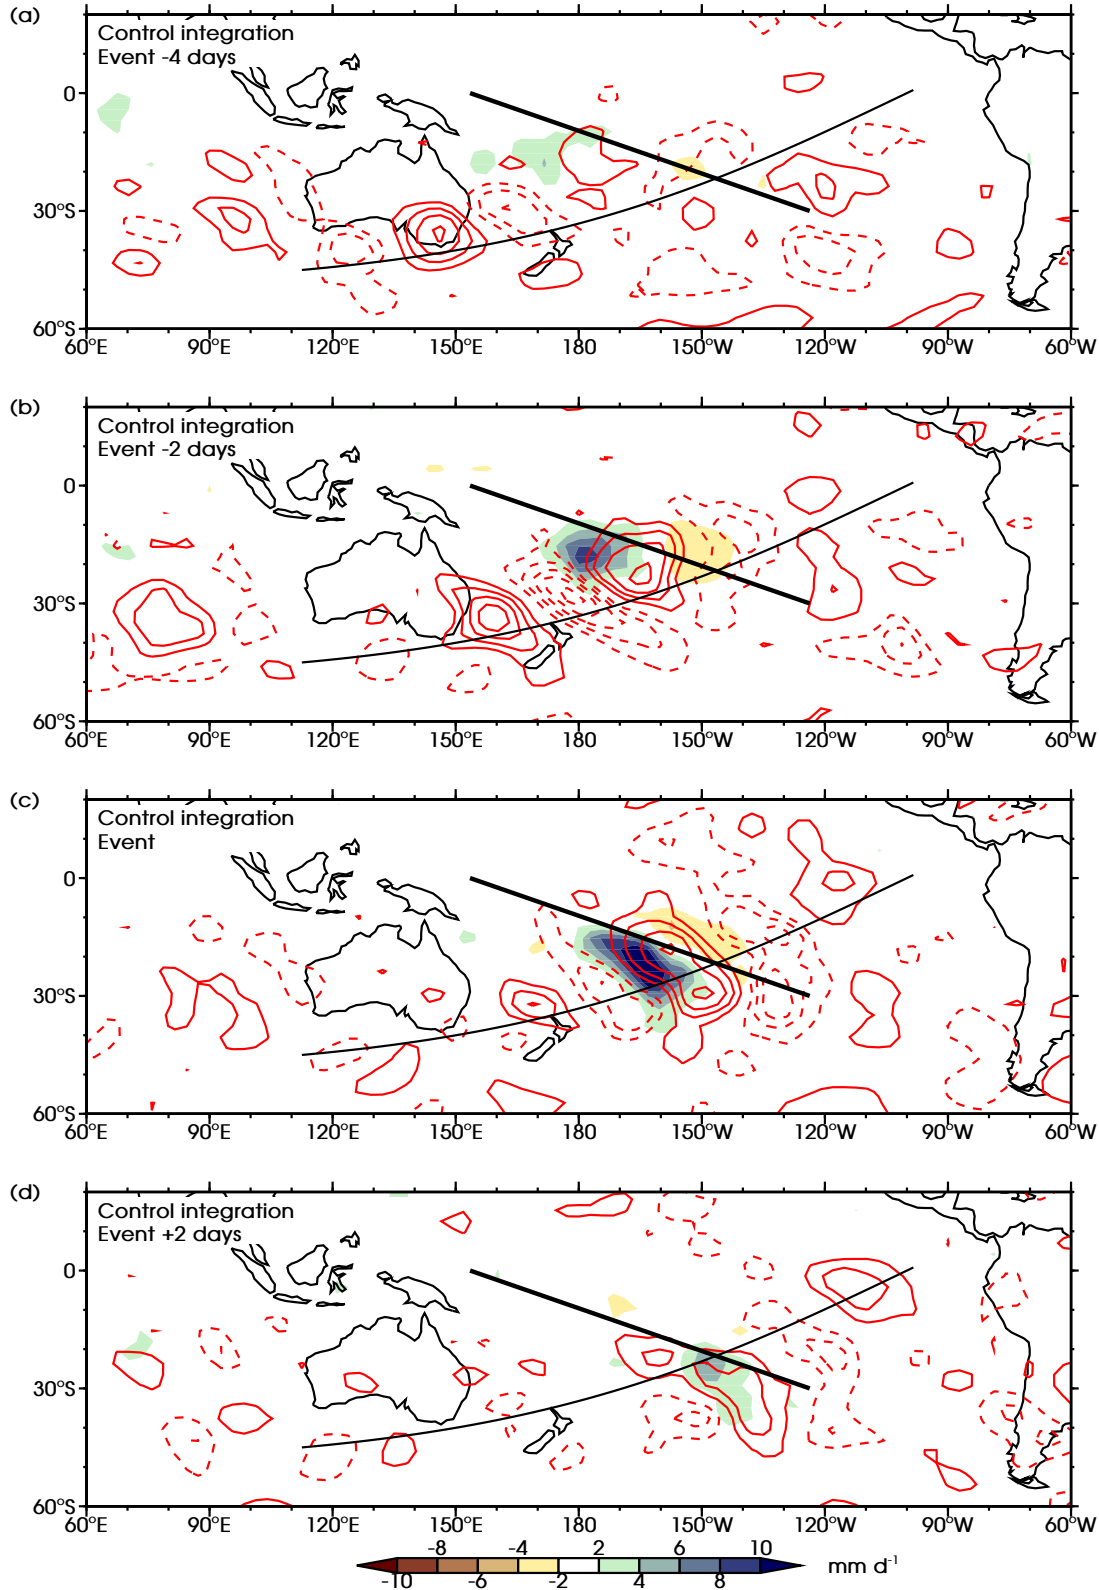 (a)
Control integration
Event -4 days
0
30°S
60°S
60°E 90°E 120°E 150°E 180 150°W 120°W 90°W 60°W
(b)
Control integration
Event -2 days
0
30°S
60°S
60°E 90°E 120°E 150°E 180 150°W 120°W 90°W 60°W
(c)
Control integration
Event
0
30°S
60°S
60°E 90°E 120°E 150°E 180 150°W 120°W 90°W 60°W
(d)
Control integration
Event +2 days
0
30°S
60°S
60°E 90°E 120°E 150°E 180 150°W 120°W 90°W 60°W
-8 -4 2 6 10
mm d⁻¹
-10 -6 -2 4 8